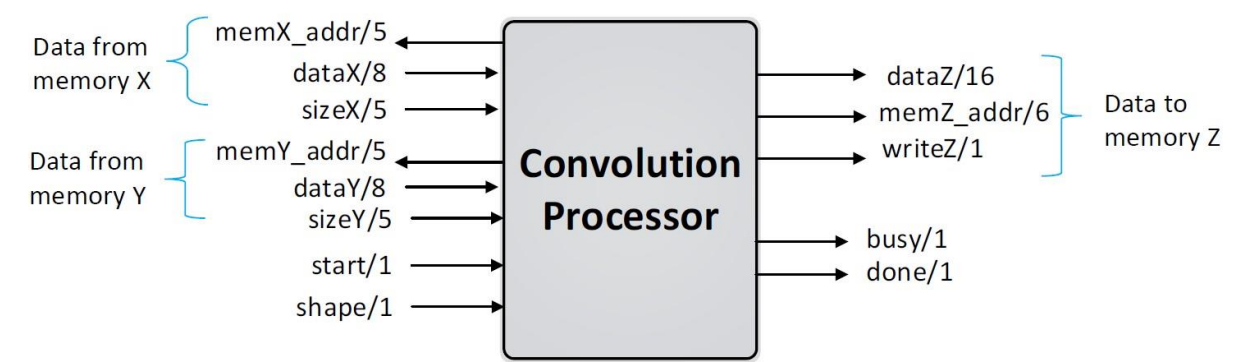 Data from
memory X
memX_addr/5
dataX/8
sizeX/5
Data from
memory Y
memY_addr/5
dataY/8
sizeY/5
start/1
shape/1
Convolution
Processor
dataZ/16
memZ_addr/6
writeZ/1
Data to
memory Z
busy/1
done/1